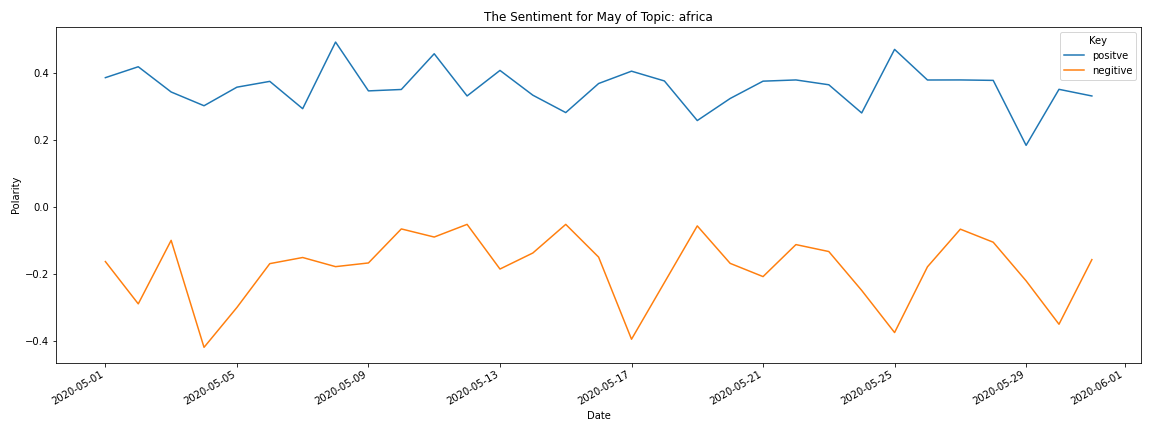 The Sentiment for May of Topic: africa
Key
positve
negitive
Polarity
0.4
0.2
0.0
−0.2
−0.4
2020-05-01
2020-05-05
2020-05-09
2020-05-13
2020-05-17
2020-05-21
2020-05-25
2020-05-29
2020-06-01
Date